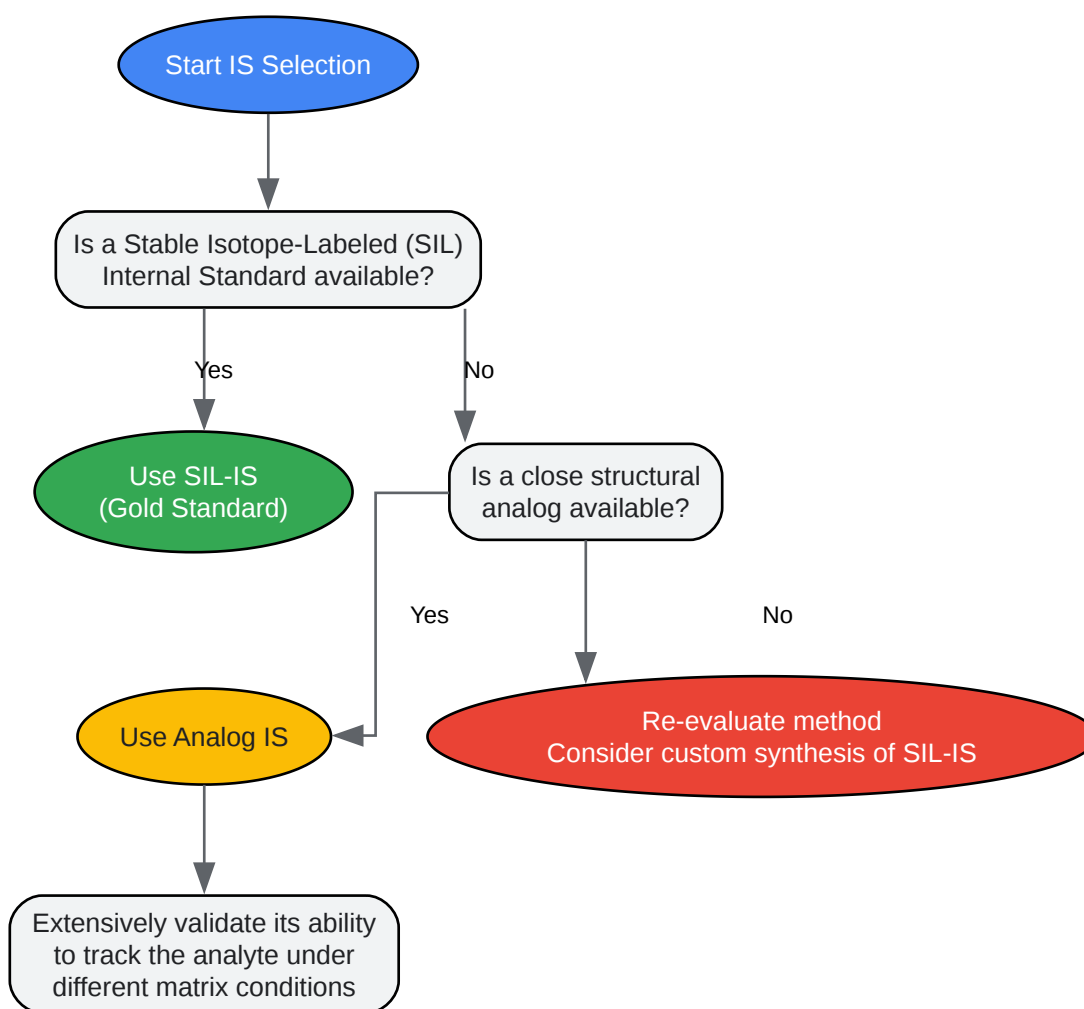 Start IS Selection
Is a Stable Isotope-Labeled (SIL)
Internal Standard available?
Yes
No
Use SIL-IS
(Gold Standard)
Is a close structural
analog available?
Yes
No
Use Analog IS
Re-evaluate method
Consider custom synthesis of SIL-IS
Extensively validate its ability
to track the analyte under
different matrix conditions